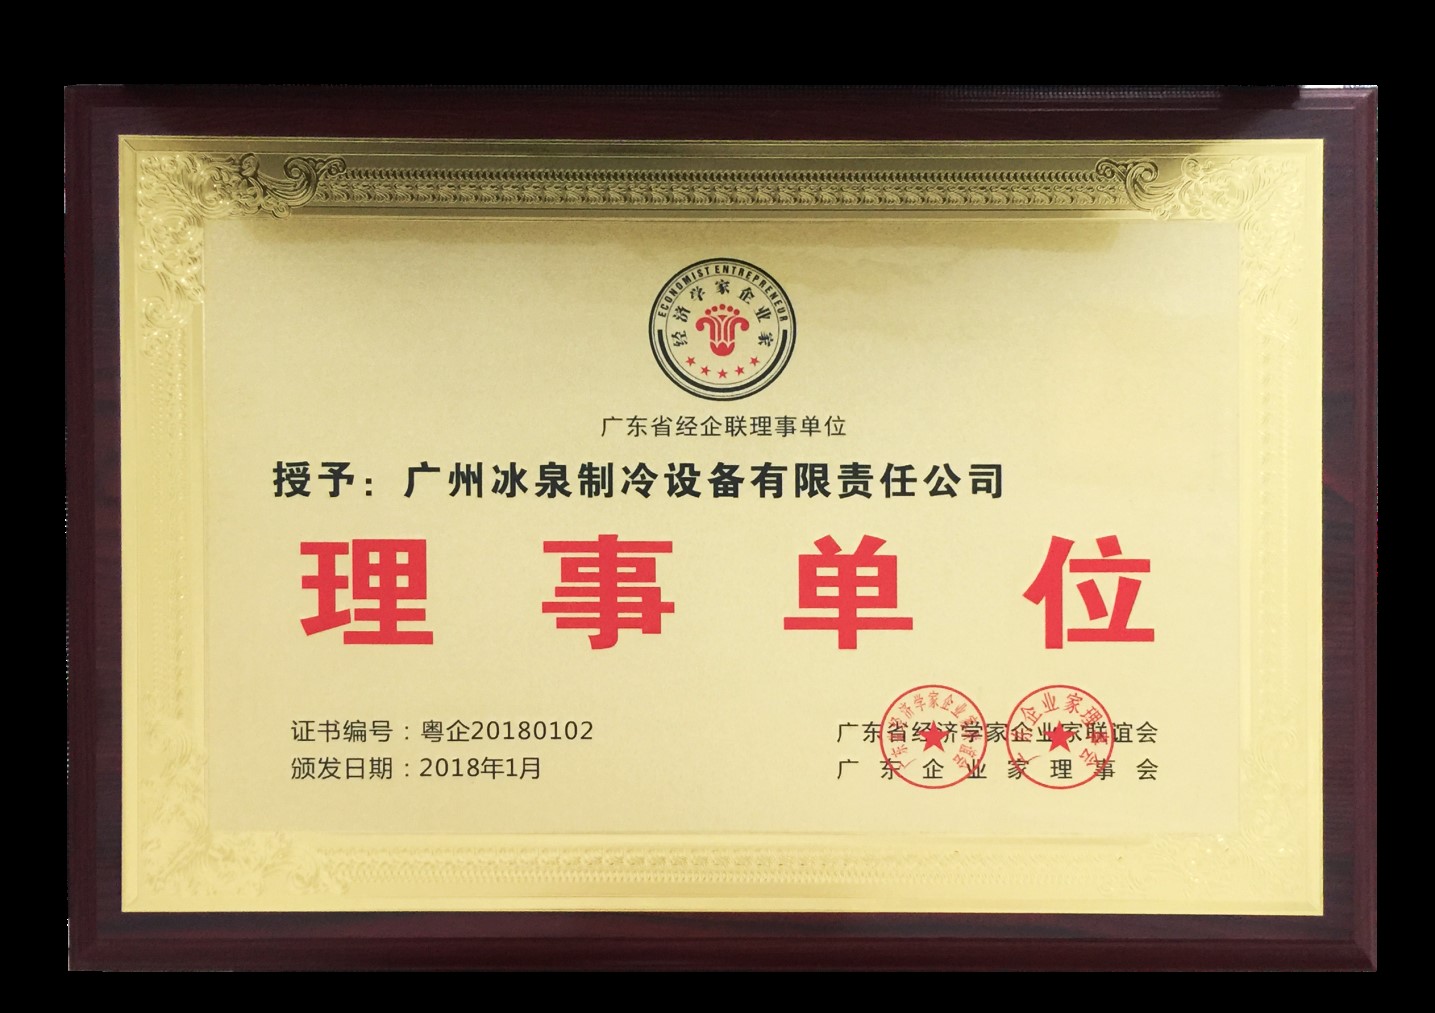 ECONOMIST ENTREPRENEUR
经济学家企业家
广东省经企联理事单位
授予：广州冰泉制冷设备有限责任公司
理事单位
证书编号：粤企20180102
颁发日期：2018年1月
广东省经济学家企业家联谊会
广东企业家理事会